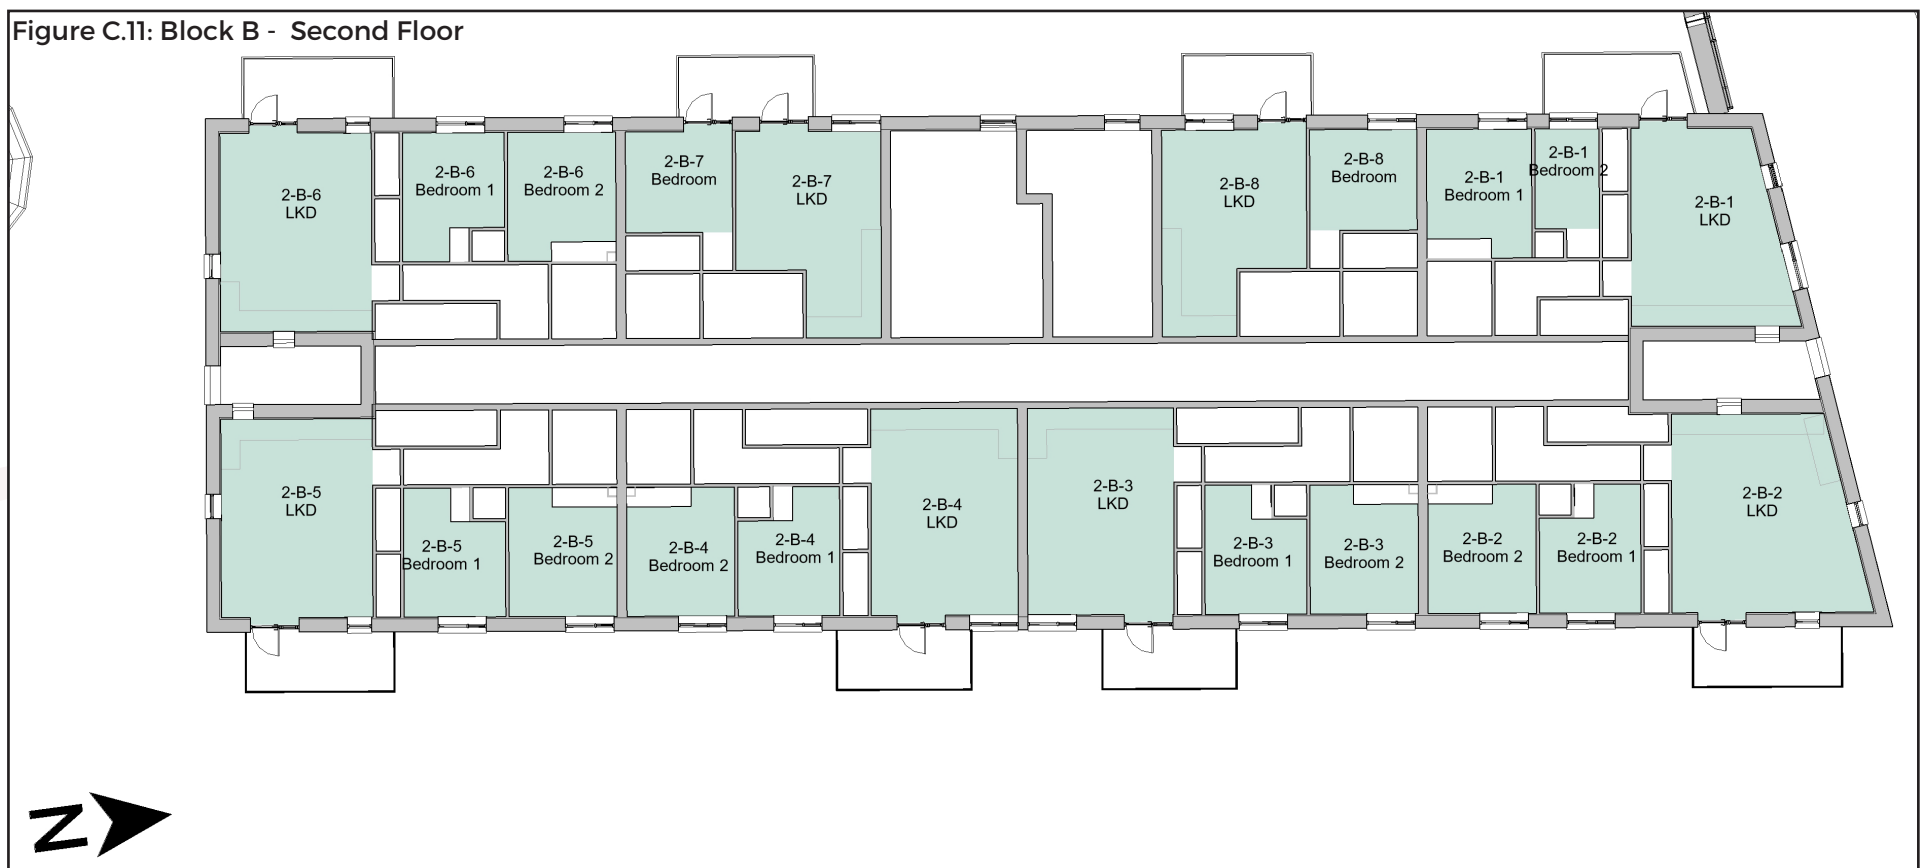 Figure C.11: Block B - Second Floor
2-B-6
LKD
2-B-6
Bedroom 1
2-B-6
Bedroom 2
2-B-7
Bedroom
2-B-7
LKD
2-B-8
LKD
2-B-8
Bedroom
2-B-1
Bedroom 1
2-B-1
Bedroom 2
2-B-1
LKD
2-B-5
LKD
2-B-5
Bedroom 1
2-B-5
Bedroom 2
2-B-4
Bedroom 2
2-B-4
Bedroom 1
2-B-4
LKD
2-B-3
LKD
2-B-3
Bedroom 1
2-B-3
Bedroom 2
2-B-2
Bedroom 2
2-B-2
Bedroom 1
2-B-2
LKD
N